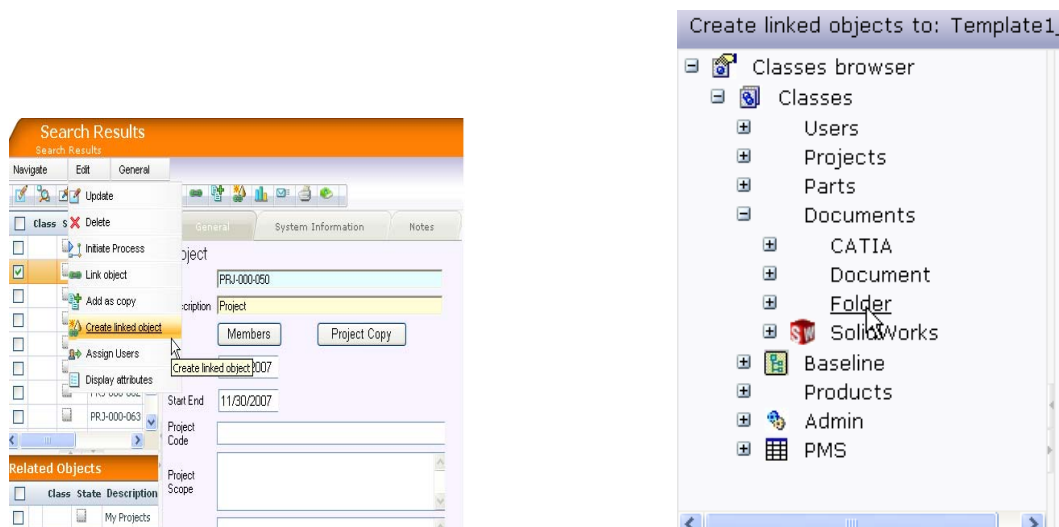 Search Results
Search Results
Navigate Edit General
Update
Class S Delete
General System Information Notes
Initiate Process
Link object
PRJ-000-050
Add as copy
Project
Create linked object
Members Project Copy
Assign Users
Create linked object 2007
Display attributes
Start End 11/30/2007
PRJ-000-063
Project Code
Project Scope
Related Objects
Class State Description
My Projects
Create linked objects to: Template1_
Classes browser
Classes
Users
Projects
Parts
Documents
CATIA
Document
Folder
SolidWorks
Baseline
Products
Admin
PMS